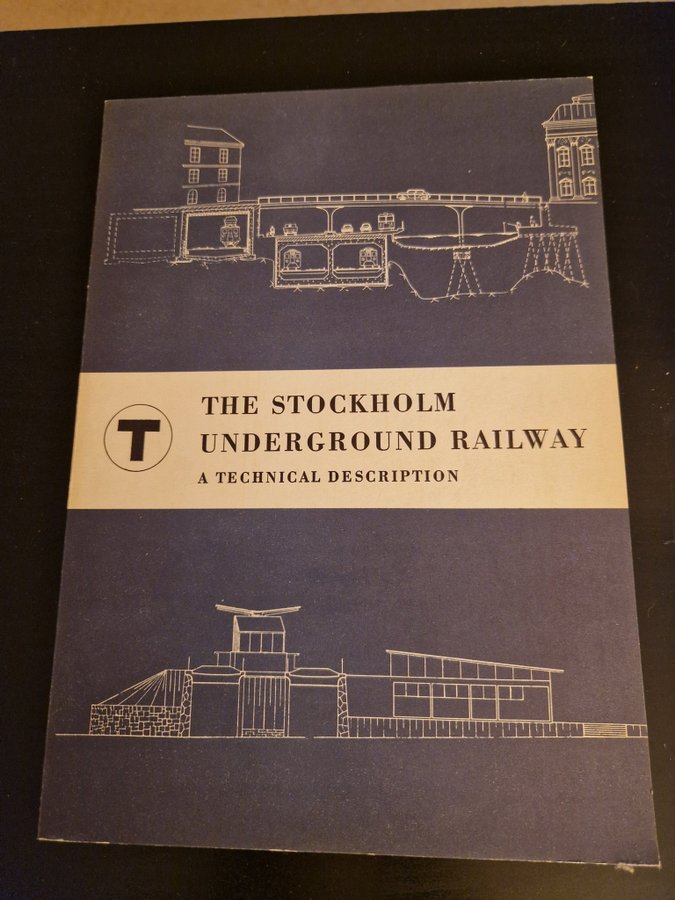 THE STOCKHOLM
T
UNDERGROUND RAILWAY
A TECHNICAL DESCRIPTION